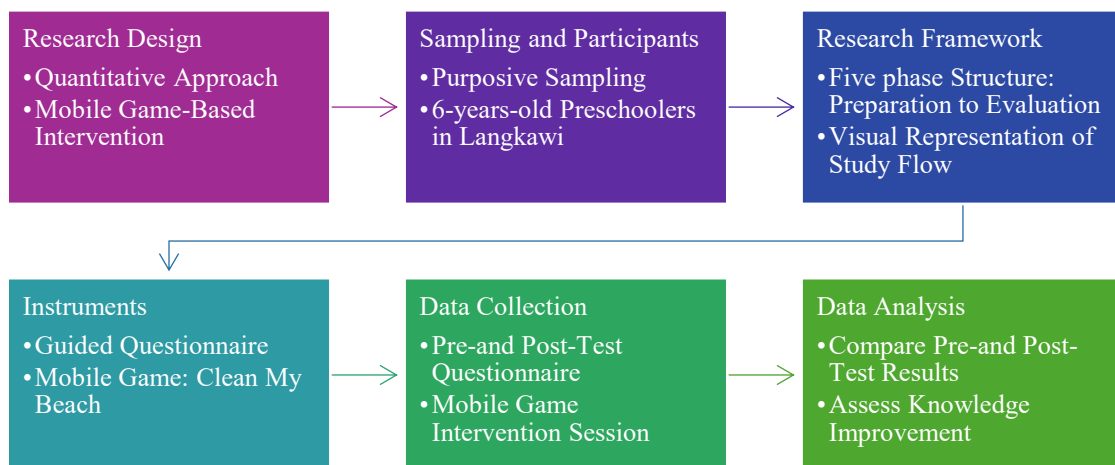 Research Design
•Quantitative Approach
•Mobile Game-Based
Intervention
Sampling and Participants
•Purposive Sampling
•6-years-old Preschoolers
in Langkawi
Research Framework
•Five phase Structure:
Preparation to Evaluation
•Visual Representation of
Study Flow
Instruments
•Guided Questionnaire
•Mobile Game: Clean My
Beach
Data Collection
•Pre-and Post-Test
Questionnaire
•Mobile Game
Intervention Session
Data Analysis
•Compare Pre-and Post-
Test Results
•Assess Knowledge
Improvement